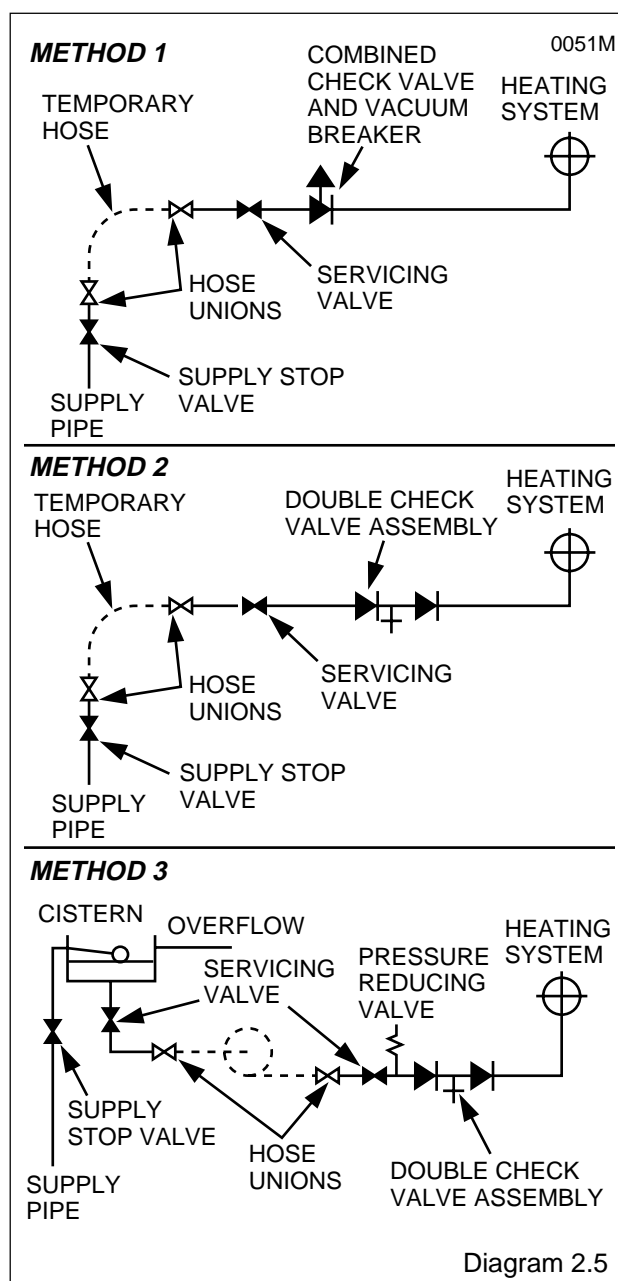 METHOD 1
0051M
COMBINED
CHECK VALVE
AND VACUUM
BREAKER
HEATING
SYSTEM
TEMPORARY
HOSE
HOSE
UNIONS
SERVICING
VALVE
SUPPLY STOP
VALVE
SUPPLY
PIPE
METHOD 2
TEMPORARY
HOSE
DOUBLE CHECK
VALVE ASSEMBLY
HEATING
SYSTEM
HOSE
UNIONS
SERVICING
VALVE
SUPPLY STOP
VALVE
SUPPLY
PIPE
METHOD 3
CISTERN
OVERFLOW
SERVICING
VALVE
PRESSURE
REDUCING
VALVE
HEATING
SYSTEM
SUPPLY
STOP VALVE
HOSE
UNIONS
DOUBLE CHECK
VALVE ASSEMBLY
SUPPLY
PIPE
Diagram 2.5